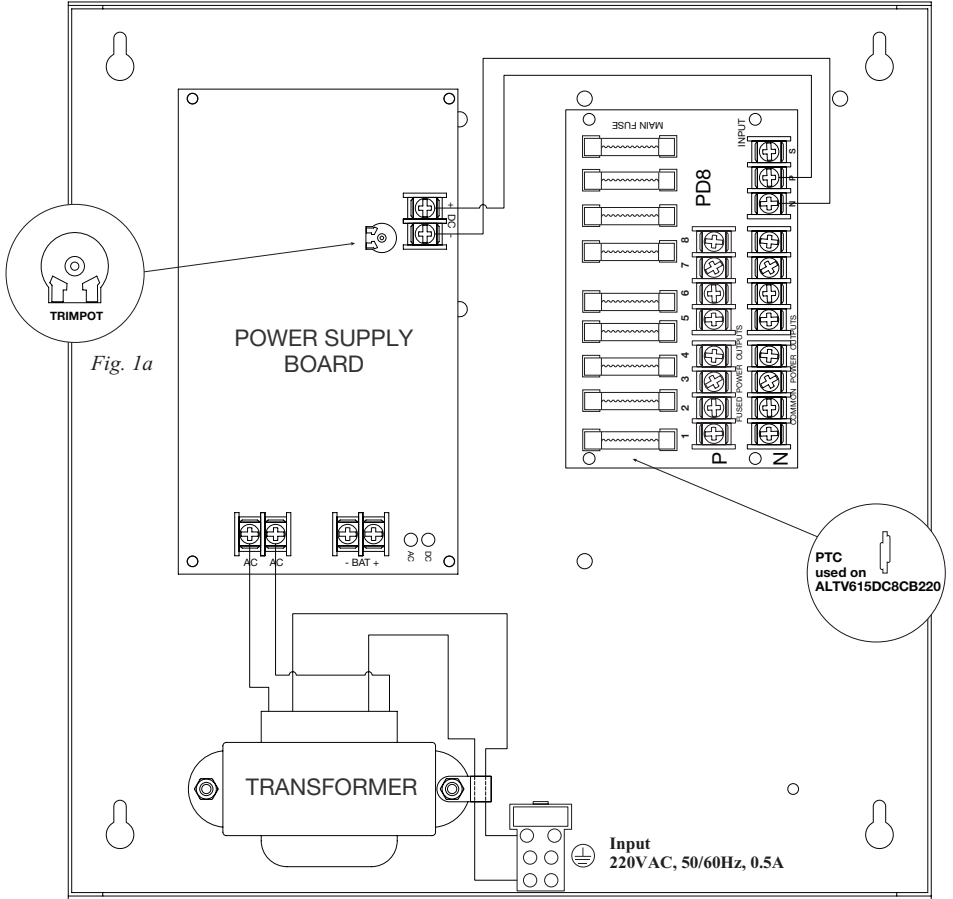 MAIN FUSE
INPUT
S
P
N
PD8
+
DC
-
8
7
6
5
4
3
2
1
FUSED POWER OUTPUTS
COMMON POWER OUTPUTS
P
N
TRIMPOT
Fig. 1a
POWER SUPPLY
BOARD
AC AC
- BAT +
AC
DC
PTC
used on
ALTV615DC8CB220
TRANSFORMER
Input
220VAC, 50/60Hz, 0.5A